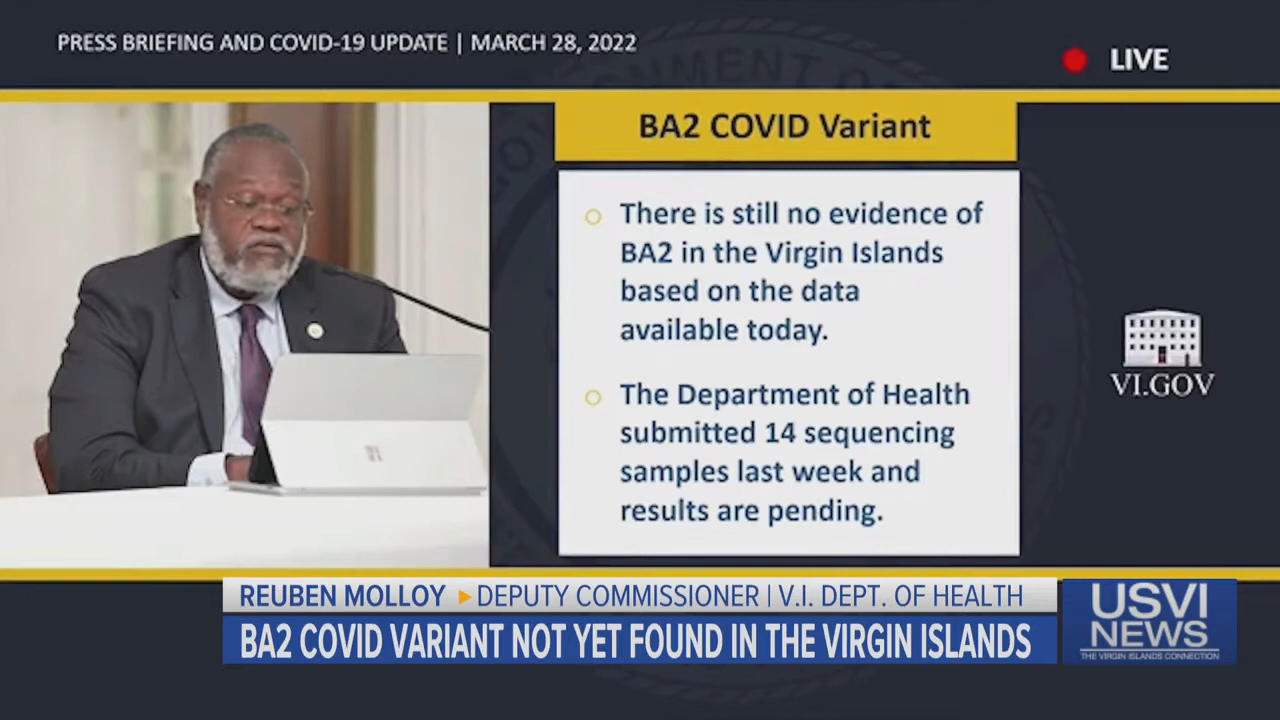 PRESS BRIEFING AND COVID-19 UPDATE | MARCH 28, 2022
LIVE
BA2 COVID Variant
There is still no evidence of
BA2 in the Virgin Islands
based on the data
available today.
The Department of Health
submitted 14 sequencing
samples last week and
results are pending.
VI.GOV
REUBEN MOLLOY DEPUTY COMMISSIONER | V.I. DEPT. OF HEALTH
BA2 COVID VARIANT NOT YET FOUND IN THE VIRGIN ISLANDS
USVI
NEWS
THE VIRGIN ISLANDS CONNECTION